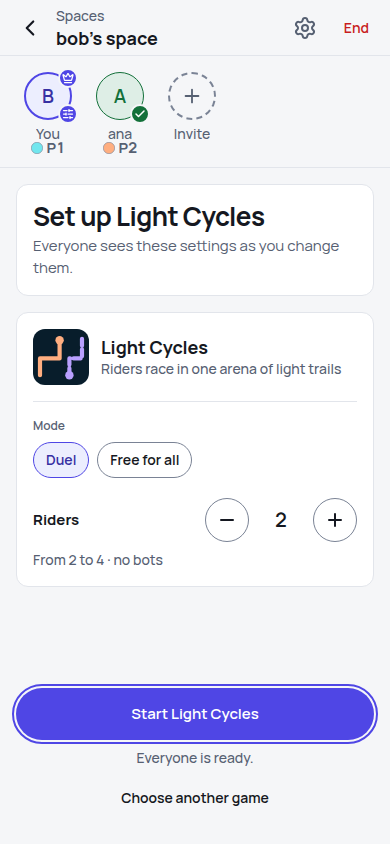 Spaces
bob's space
End
B
A
You
ana
Invite
P1
P2
Set up Light Cycles
Everyone sees these settings as you change
them.
Light Cycles
Riders race in one arena of light trails
Mode
Duel
Free for all
Riders
2
From 2 to 4 · no bots
Start Light Cycles
Everyone is ready.
Choose another game